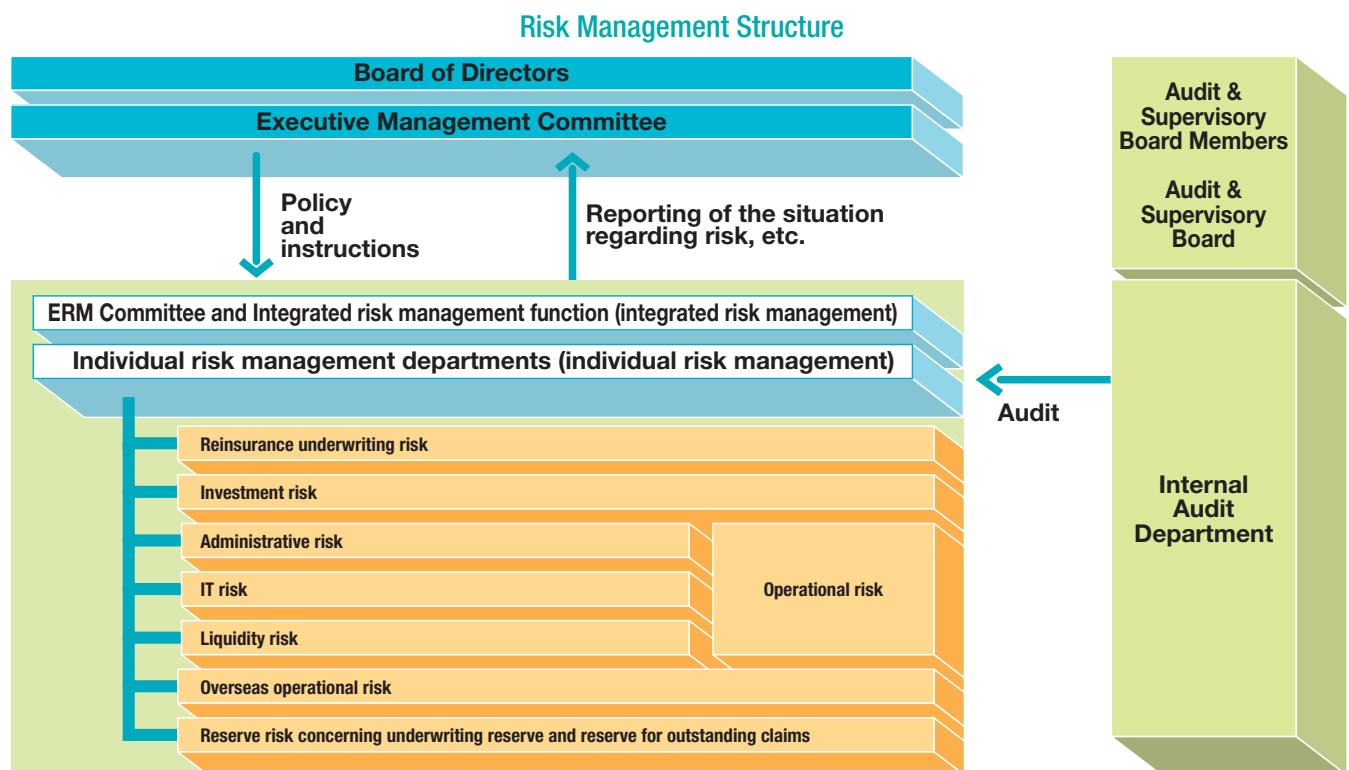 Risk Management Structure
Board of Directors
Executive Management Committee
Policy
and
instructions
Reporting of the situation
regarding risk, etc.
ERM Committee and Integrated risk management function (integrated risk management)
Individual risk management departments (individual risk management)
Reinsurance underwriting risk
Investment risk
Administrative risk
IT risk
Liquidity risk
Operational risk
Overseas operational risk
Reserve risk concerning underwriting reserve and reserve for outstanding claims
Audit
Audit &
Supervisory
Board Members
Audit &
Supervisory
Board
Internal
Audit
Department